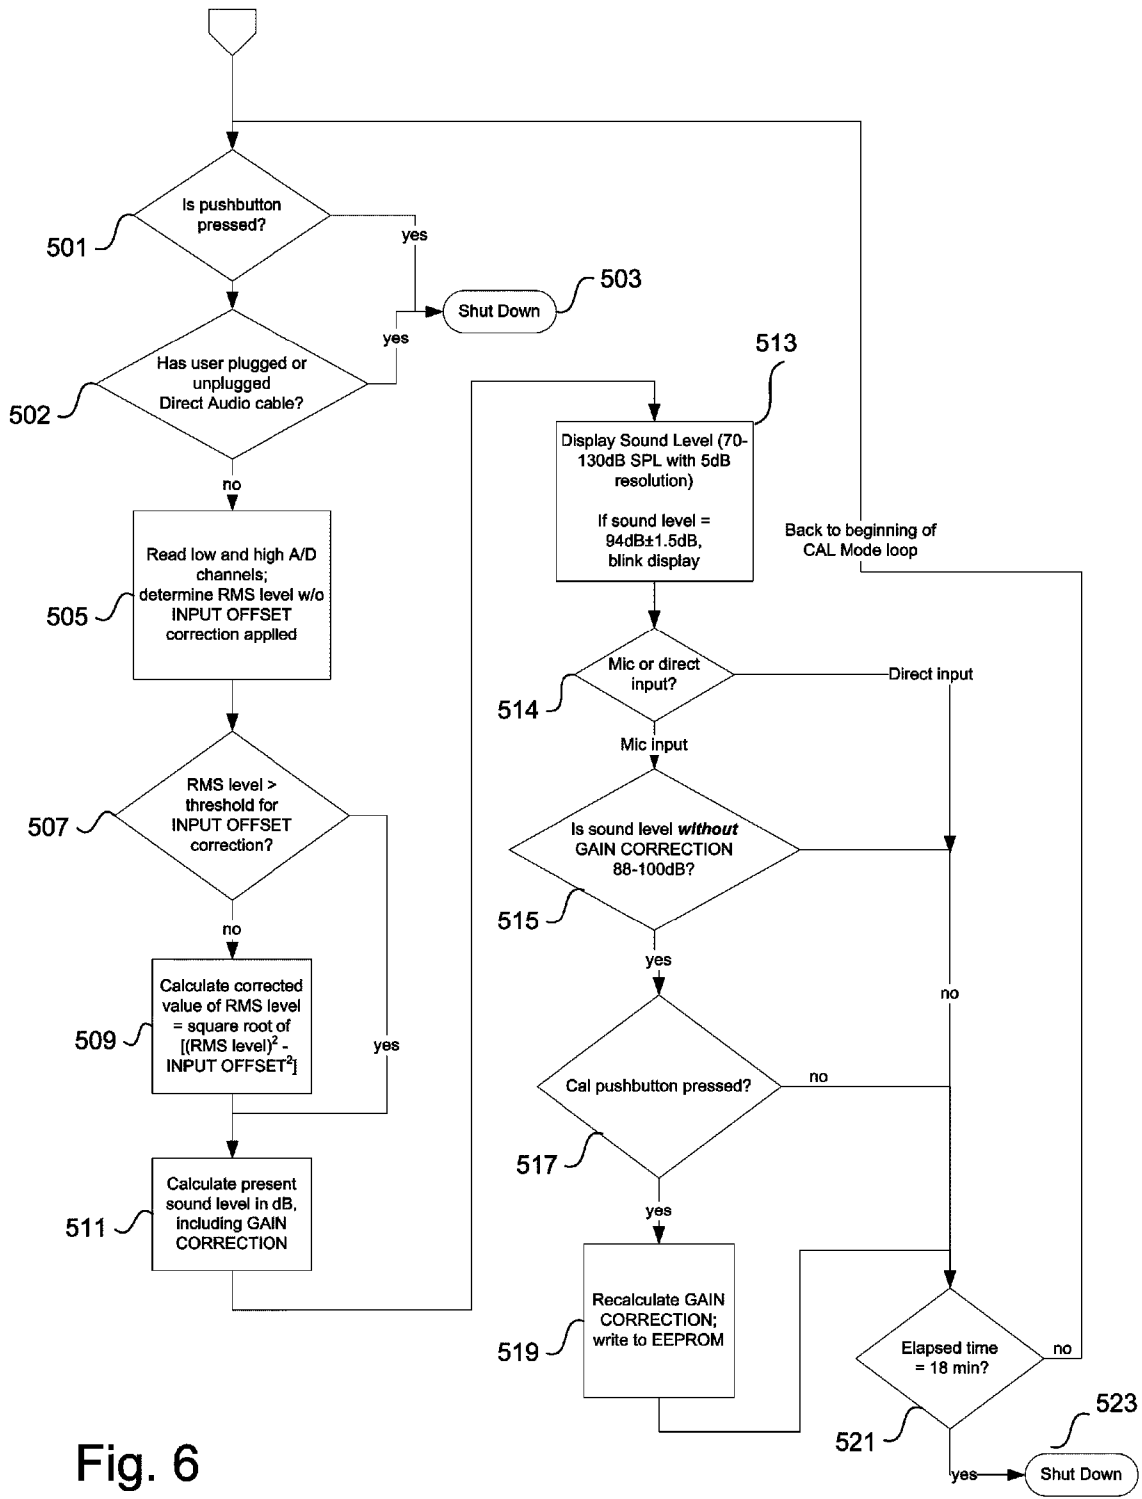 Is pushbutton
pressed?
501
yes
Shut Down
503
yes
Has user plugged or
unplugged
Direct Audio cable?
502
no
Read low and high A/D
channels;
determine RMS level w/o
INPUT OFFSET
correction applied
505
RMS level >
threshold for
INPUT OFFSET
correction?
507
no
yes
Calculate corrected
value of RMS level
= square root of
[(RMS level)² -
INPUT OFFSET²]
509
Calculate present
sound level in dB,
including GAIN
CORRECTION
511
513
Display Sound Level (70-
130dB SPL with 5dB
resolution)
If sound level =
94dB±1.5dB,
blink display
Back to beginning of
CAL Mode loop
Mic or direct
input?
514
Direct input
Mic input
Is sound level without
GAIN CORRECTION
88-100dB?
515
yes
no
Cal pushbutton pressed?
517
no
yes
Recalculate GAIN
CORRECTION;
write to EEPROM
519
Elapsed time
= 18 min?
521
no
yes
Shut Down
523
Fig. 6